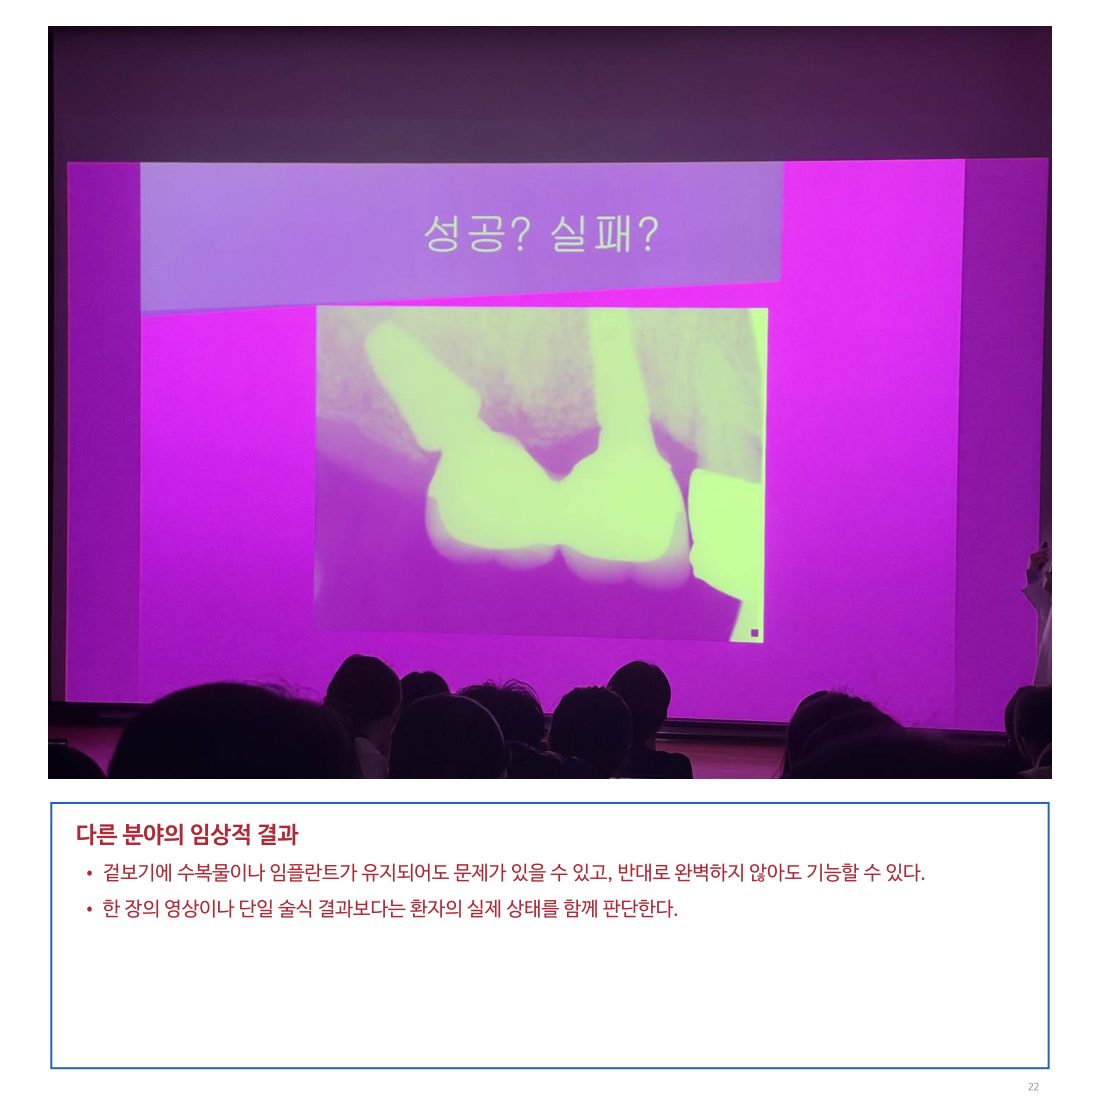 성공? 실패?
다른 분야의 임상적 결과
• 겉보기에 수복물이나 임플란트가 유지되어도 문제가 있을 수 있고, 반대로 완벽하지 않아도 기능할 수 있다.
• 한 장의 영상이나 단일 술식 결과보다는 환자의 실제 상태를 함께 판단한다.
22